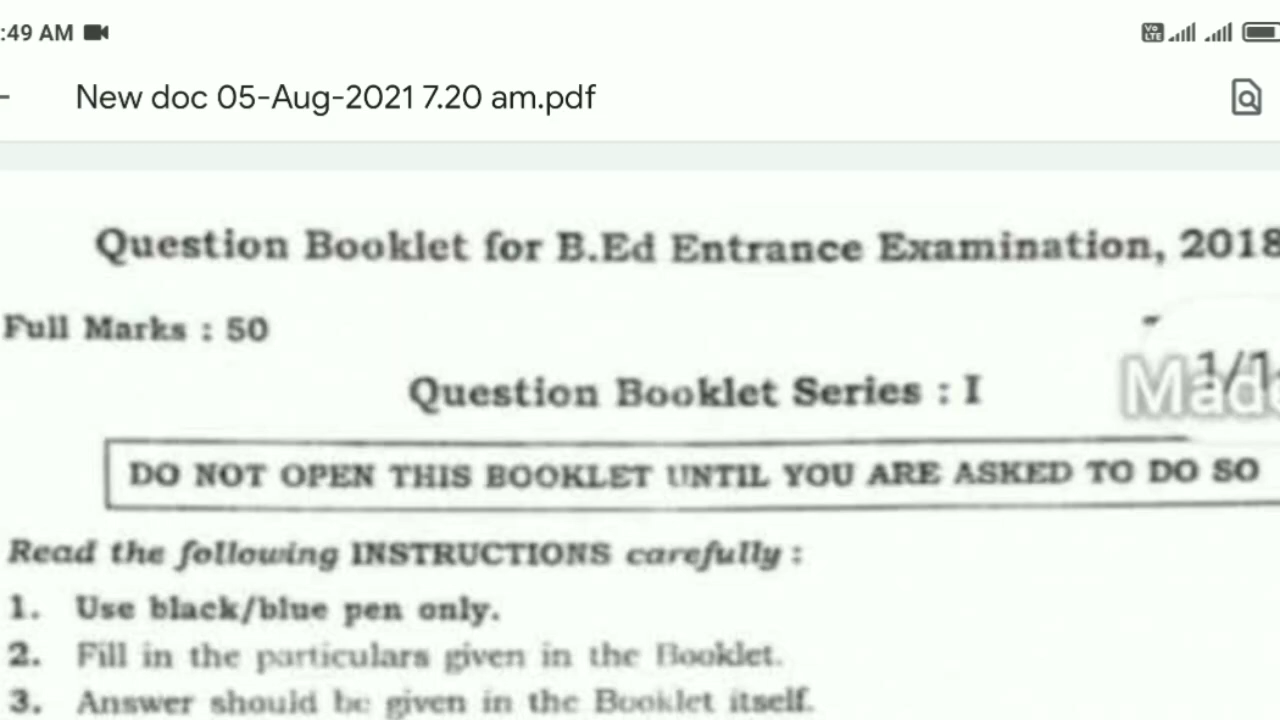 :49 AM
New doc 05-Aug-2021 7.20 am.pdf
Question Booklet for B.Ed Entrance Examination, 2018
Full Marks : 50
1/1
Question Booklet Series : I
DO NOT OPEN THIS BOOKLET UNTIL YOU ARE ASKED TO DO SO
Read the following INSTRUCTIONS carefully :
1. Use black/blue pen only.
2. Fill in the particulars given in the Booklet.
3. Answer should be given in the Booklet itself.